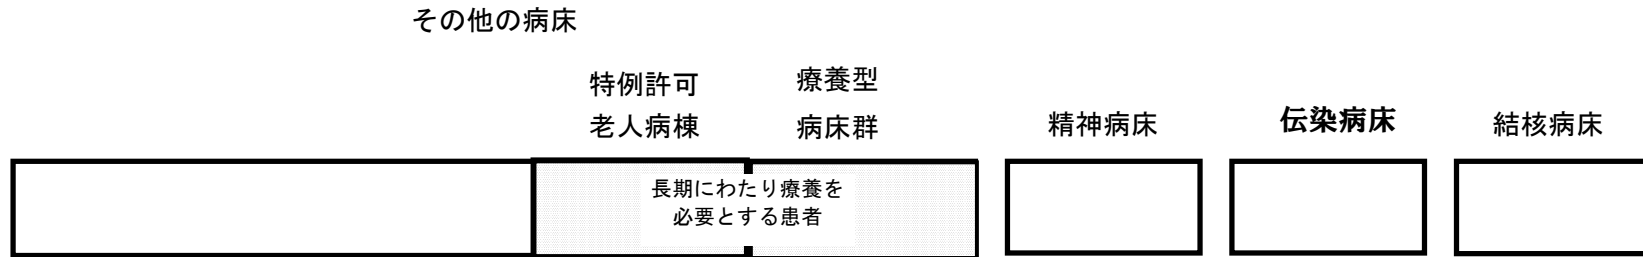 その他の病床
特例許可
老人病棟
療養型
病床群
精神病床
伝染病床
結核病床
長期にわたり療養を
必要とする患者